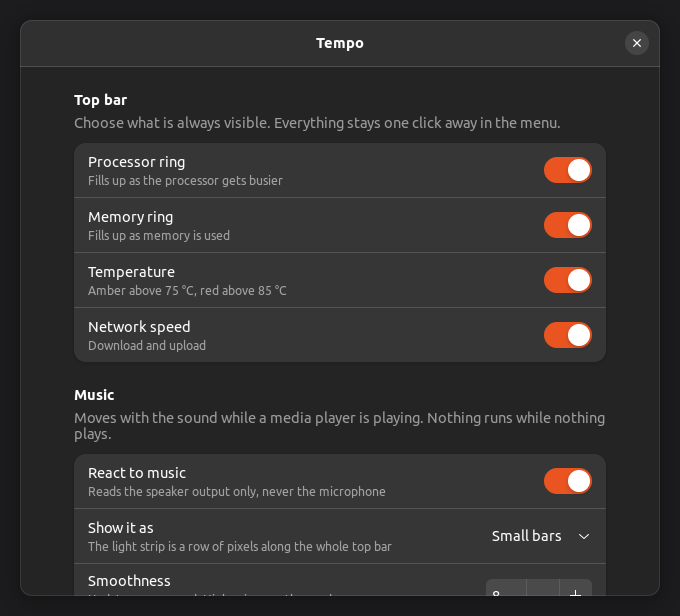 Tempo
Top bar
Choose what is always visible. Everything stays one click away in the menu.
Processor ring
Fills up as the processor gets busier
Memory ring
Fills up as memory is used
Temperature
Amber above 75 °C, red above 85 °C
Network speed
Download and upload
Music
Moves with the sound while a media player is playing. Nothing runs while nothing
plays.
React to music
Reads the speaker output only, never the microphone
Show it as
Small bars
The light strip is a row of pixels along the whole top bar
Smoothness